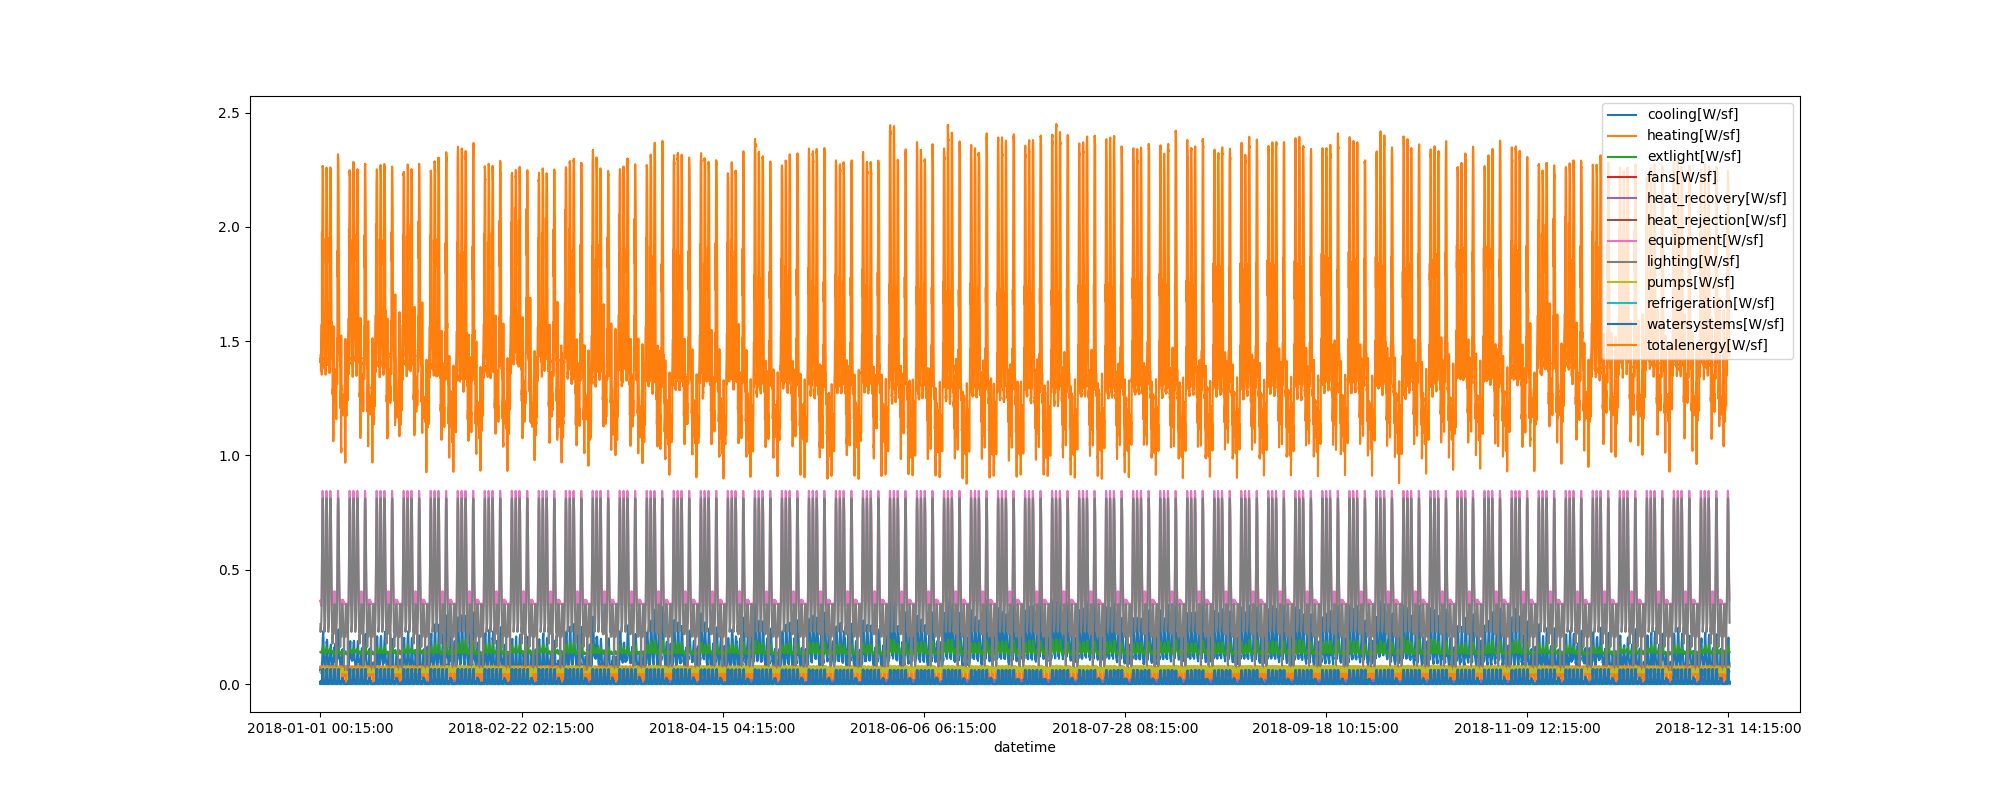 2.5
2.0
1.5
1.0
0.5
0.0
cooling[W/sf]
heating[W/sf]
extlight[W/sf]
fans[W/sf]
heat_recovery[W/sf]
heat_rejection[W/sf]
equipment[W/sf]
lighting[W/sf]
pumps[W/sf]
refrigeration[W/sf]
watersystems[W/sf]
totalenergy[W/sf]
2018-01-01 00:15:00 2018-02-22 02:15:00 2018-04-15 04:15:00 2018-06-06 06:15:00 2018-07-28 08:15:00 2018-09-18 10:15:00 2018-11-09 12:15:00 2018-12-31 14:15:00
datetime